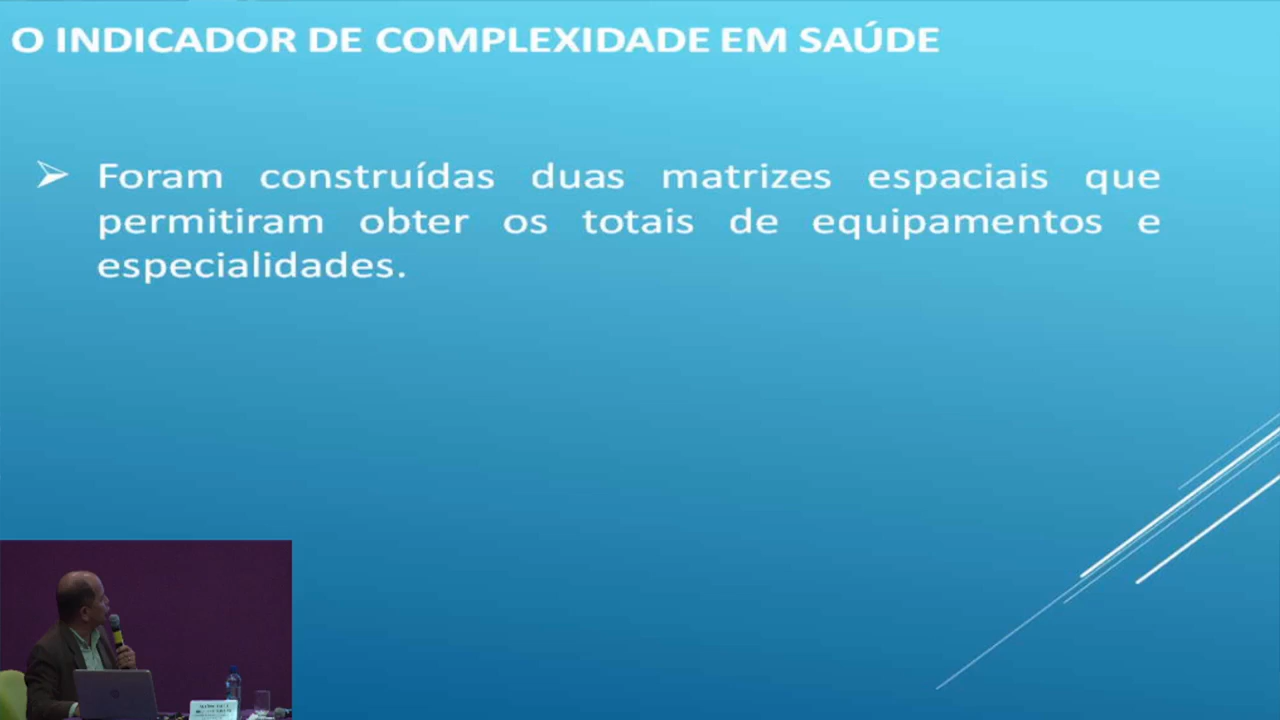 O INDICADOR DE COMPLEXIDADE EM SAÚDE
Foram construídas duas matrizes espaciais que
permitiram obter os totais de equipamentos e
especialidades.